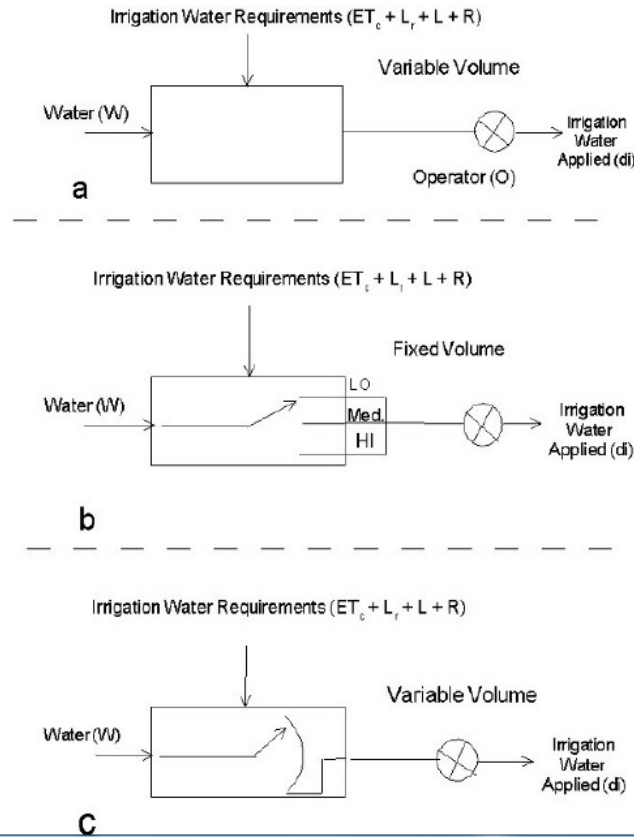 Irrigation Water Requirements (ETc + Lr + L + R)
Variable Volume
Water (W)
Irrigation
Water
Applied (di)
Operator (O)
a
Irrigation Water Requirements (ETc + Lr + L + R)
Fixed Volume
LO
Water (W)
Med.
HI
Irrigation
Water
Applied (di)
b
Irrigation Water Requirements (ETc + Lr + L + R)
Variable Volume
Water (W)
Irrigation
Water
Applied (di)
c